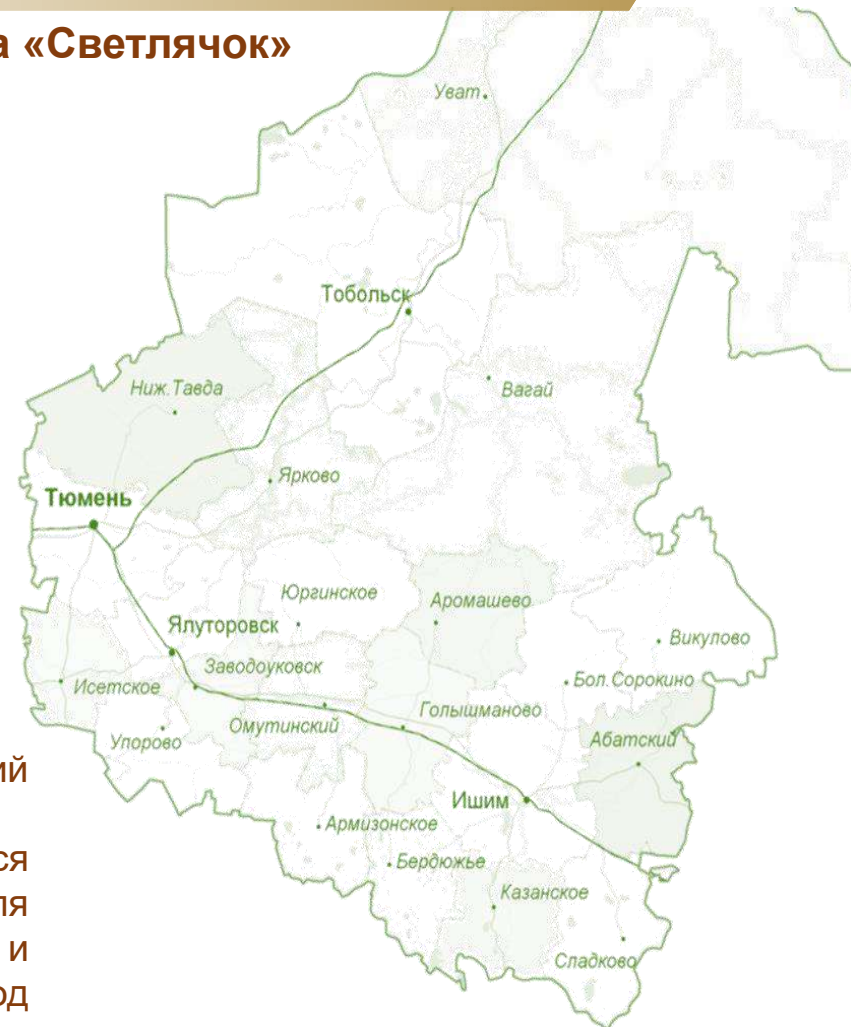 а «Светлячок»
Уват
Тобольск
Ниж.Тавда
Вагай
Ярково
Тюмень
Юргинское
Аромашево
Ялуторовск
Викулово
Заводоуковск
Исетское
Бол.Сорокино
Омутинский
Голышманово
Упорово
Абатский
ий
Ишим
Армизонское
ся
Бердюжье
ля
Казанское
и
Сладково
од